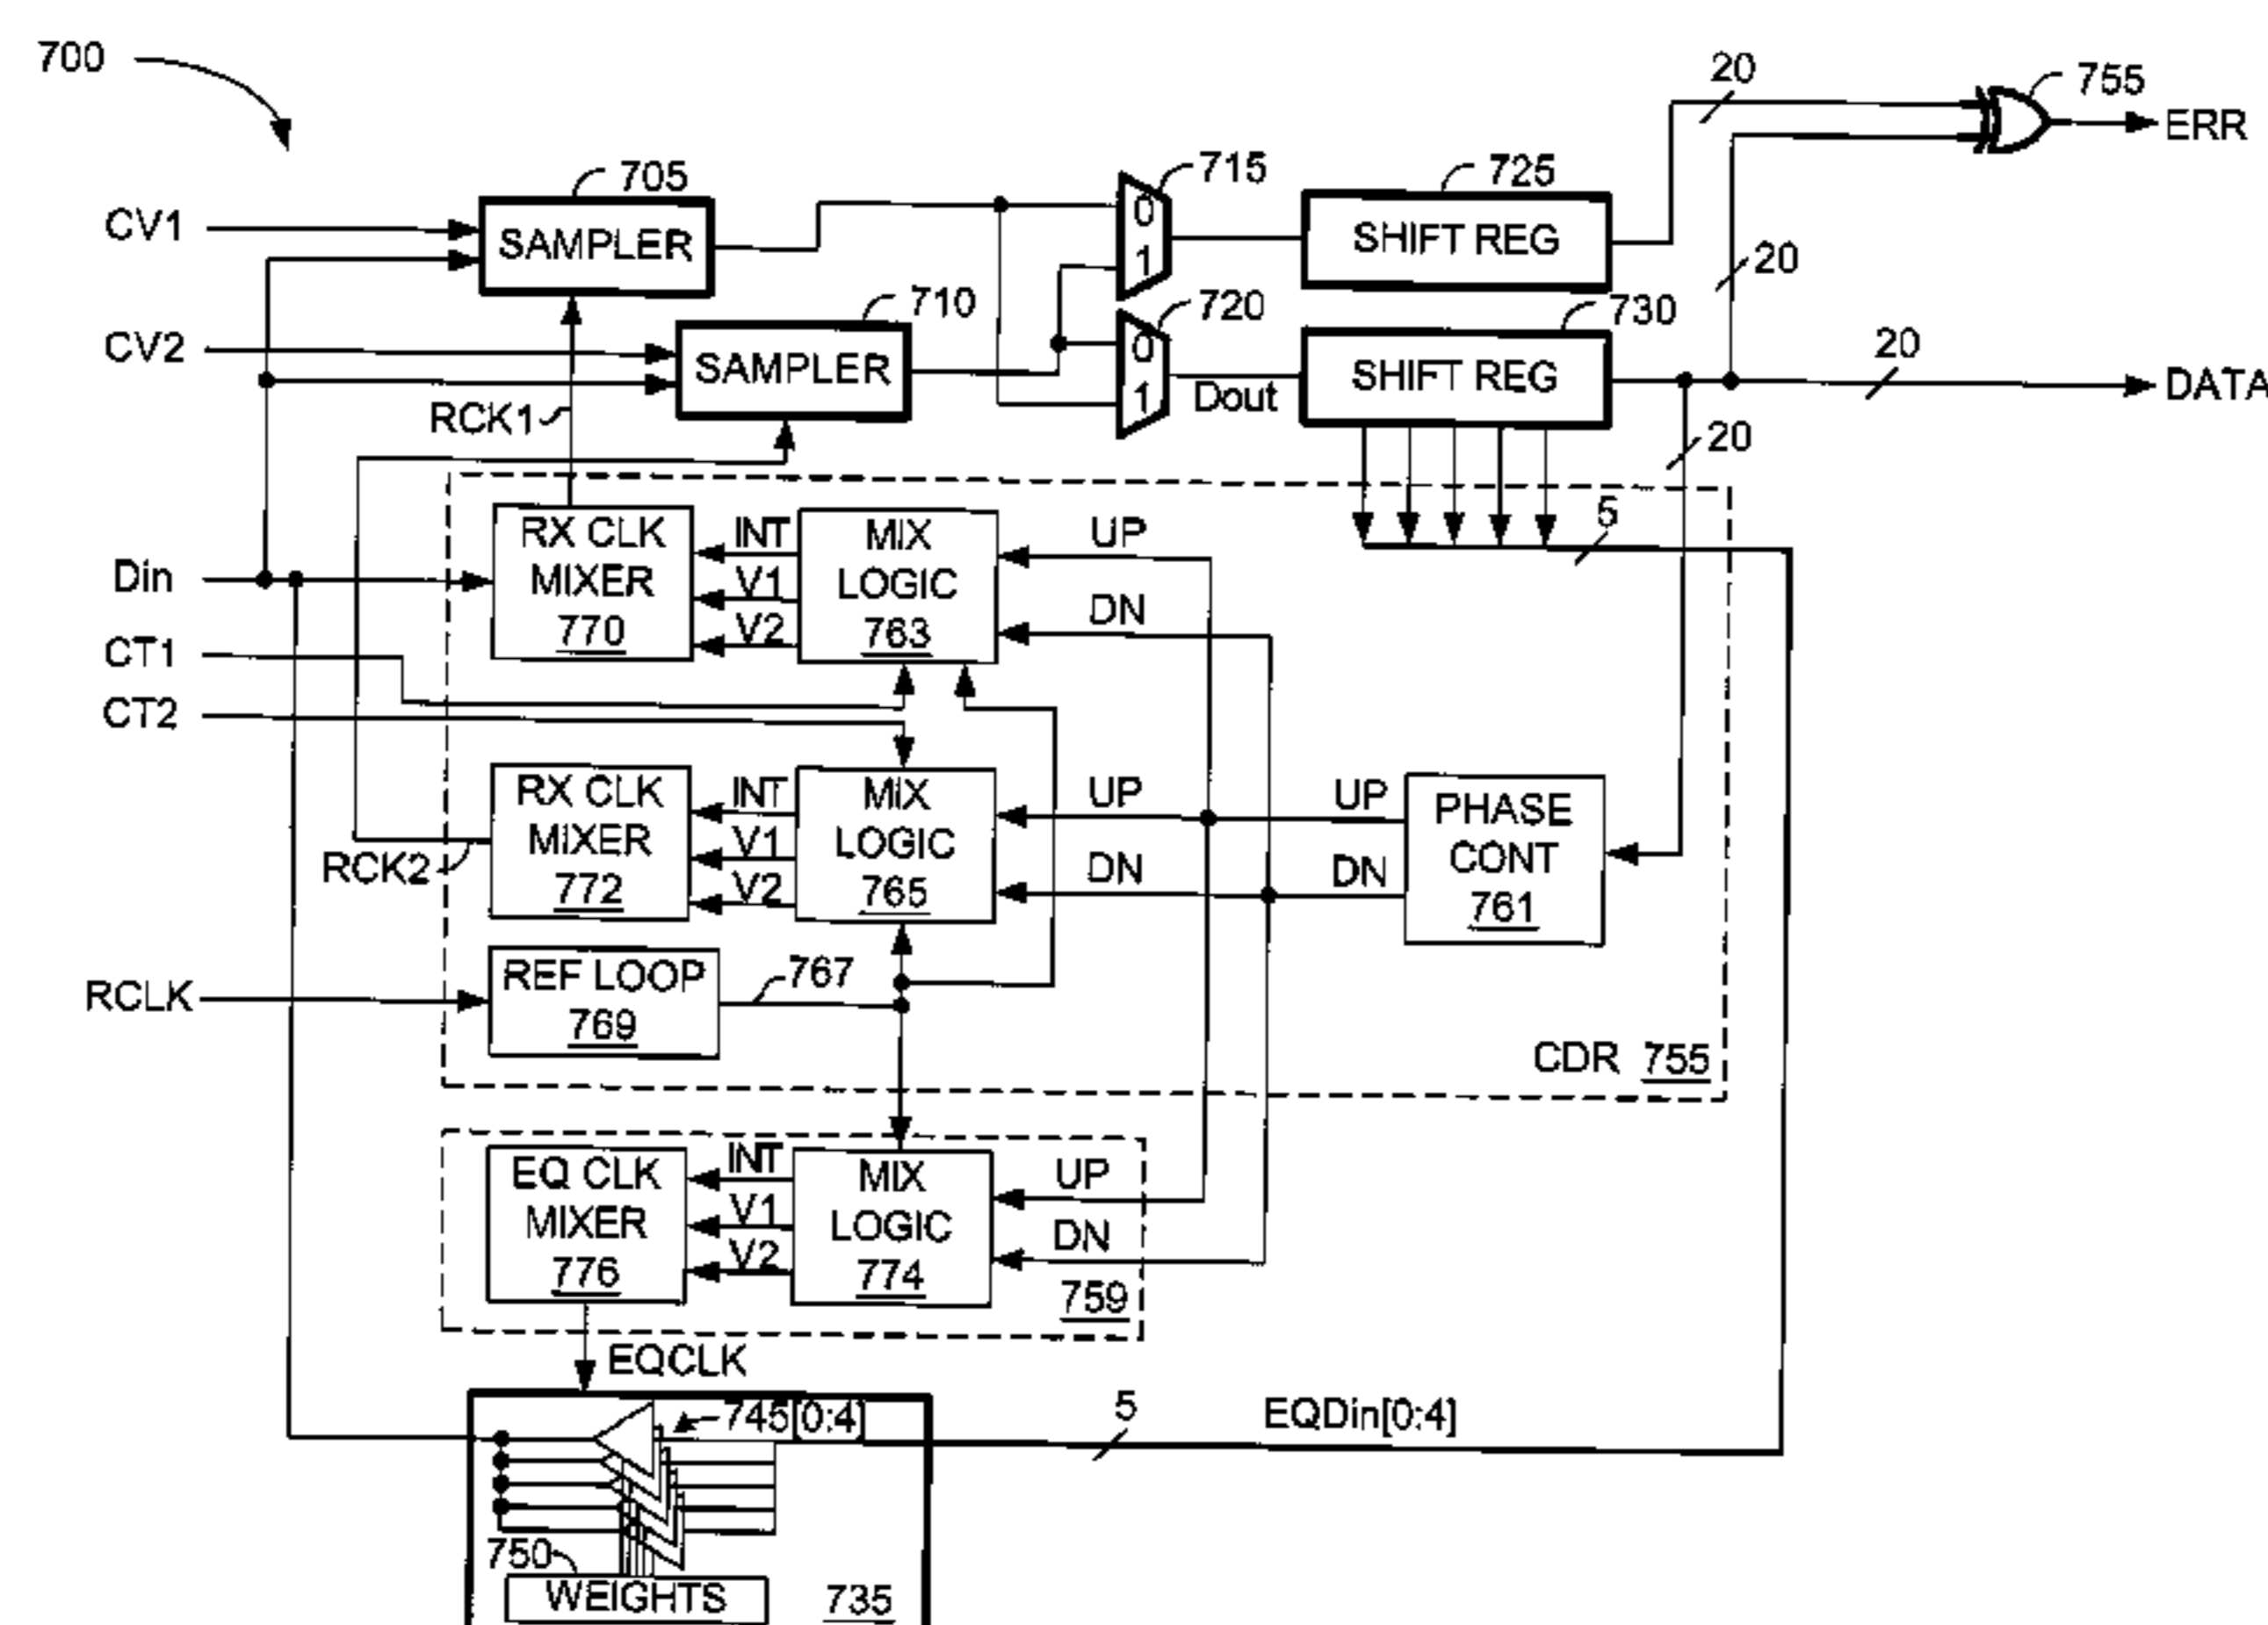 700
20
755
ERR
705
715
725
CV1
SAMPLER
0
1
SHIFT REG
20
710
720
730
CV2
SAMPLER
0
1
Dout
SHIFT REG
20
DATA
RCK1
20
RX CLK
MIXER
770
INT
V1
V2
MIX
LOGIC
763
UP
DN
5
Din
CT1
CT2
RX CLK
MIXER
772
INT
V1
V2
MIX
LOGIC
765
UP
DN
UP
DN
PHASE
CONT
761
RCK2
RCLK
REF LOOP
769
767
CDR 755
EQ CLK
MIXER
776
INT
V1
V2
MIX
LOGIC
774
UP
DN
759
EQCLK
745[0:4]
5
EQDin[0:4]
750
WEIGHTS
735